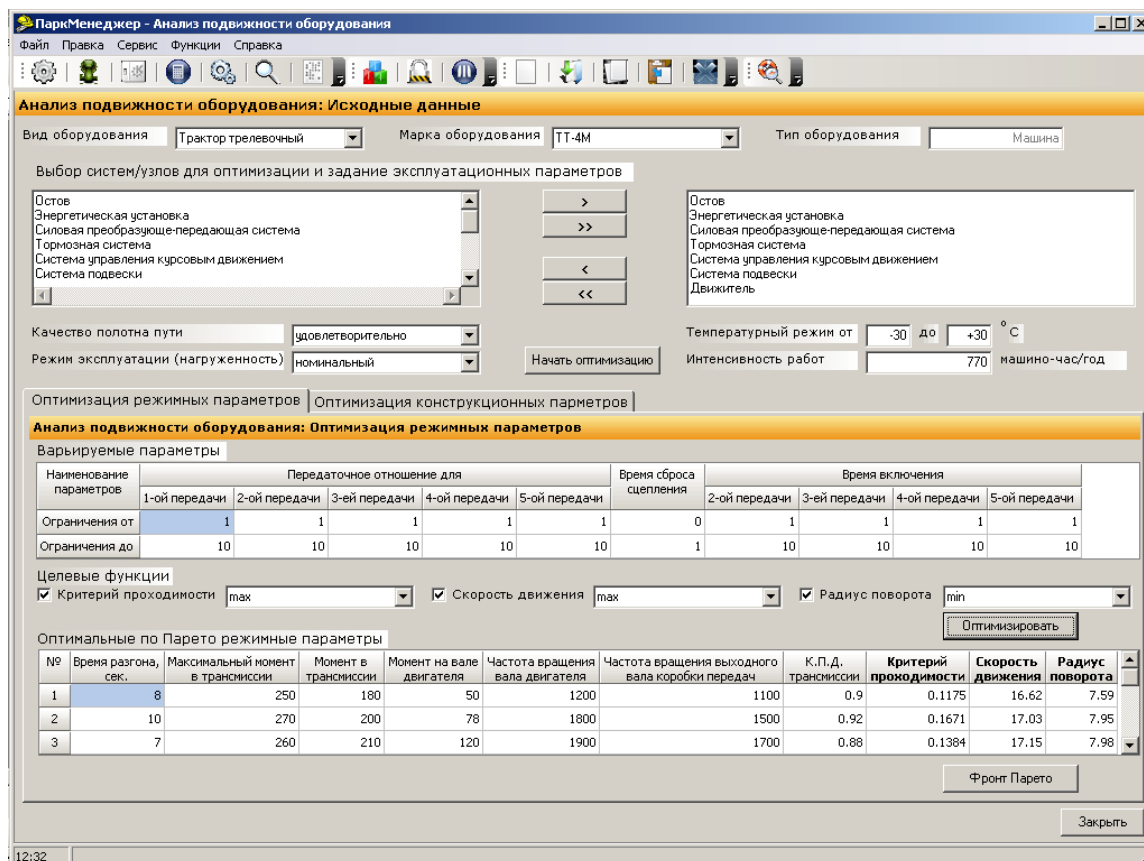 ПаркМенеджер - Анализ подвижности оборудования
Файл Правка Сервис Функции Справка
Анализ подвижности оборудования: Исходные данные
Вид оборудования Трактор трелевочный Марка оборудования ТТ-4М Тип оборудования Машина
Выбор систем/узлов для оптимизации и задание эксплуатационных параметров
Остов
Энергетическая установка
Силовая преобразующе-передающая система
Тормозная система
Система управления курсовым движением
Система подвески
>
>>
<
<<
Остов
Энергетическая установка
Силовая преобразующе-передающая система
Тормозная система
Система управления курсовым движением
Система подвески
Движитель
Качество полотна пути удовлетворительно Температурный режим от -30 до +30 °С
Режим эксплуатации (нагруженность) номинальный Начать оптимизацию Интенсивность работ 770 машино-час/год
Оптимизация режимных параметров Оптимизация конструкционных парметров
Анализ подвижности оборудования: Оптимизация режимных параметров
Варьируемые параметры
Наименование параметров Передаточное отношение для Время сброса сцепления Время включения
1-ой передачи 2-ой передачи 3-ей передачи 4-ой передачи 5-ой передачи 2-ой передачи 3-ей передачи 4-ой передачи 5-ой передачи
Ограничения от 1 1 1 1 1 0 1 1 1 1
Ограничения до 10 10 10 10 10 1 10 10 10 10
Целевые функции
Критерий проходимости max Скорость движения max Радиус поворота min
Оптимизировать
Оптимальные по Парето режимные параметры
№ Время разгона, сек. Максимальный момент в трансмиссии Момент в трансмиссии Момент на вале двигателя Частота вращения вала двигателя Частота вращения выходного вала коробки передач К.П.Д. трансмиссии Критерий проходимости Скорость движения Радиус поворота
1 8 250 180 50 1200 1100 0.9 0.1175 16.62 7.59
2 10 270 200 78 1800 1500 0.92 0.1671 17.03 7.95
3 7 260 210 120 1900 1700 0.88 0.1384 17.15 7.98
Фронт Парето
Закрыть
12:32